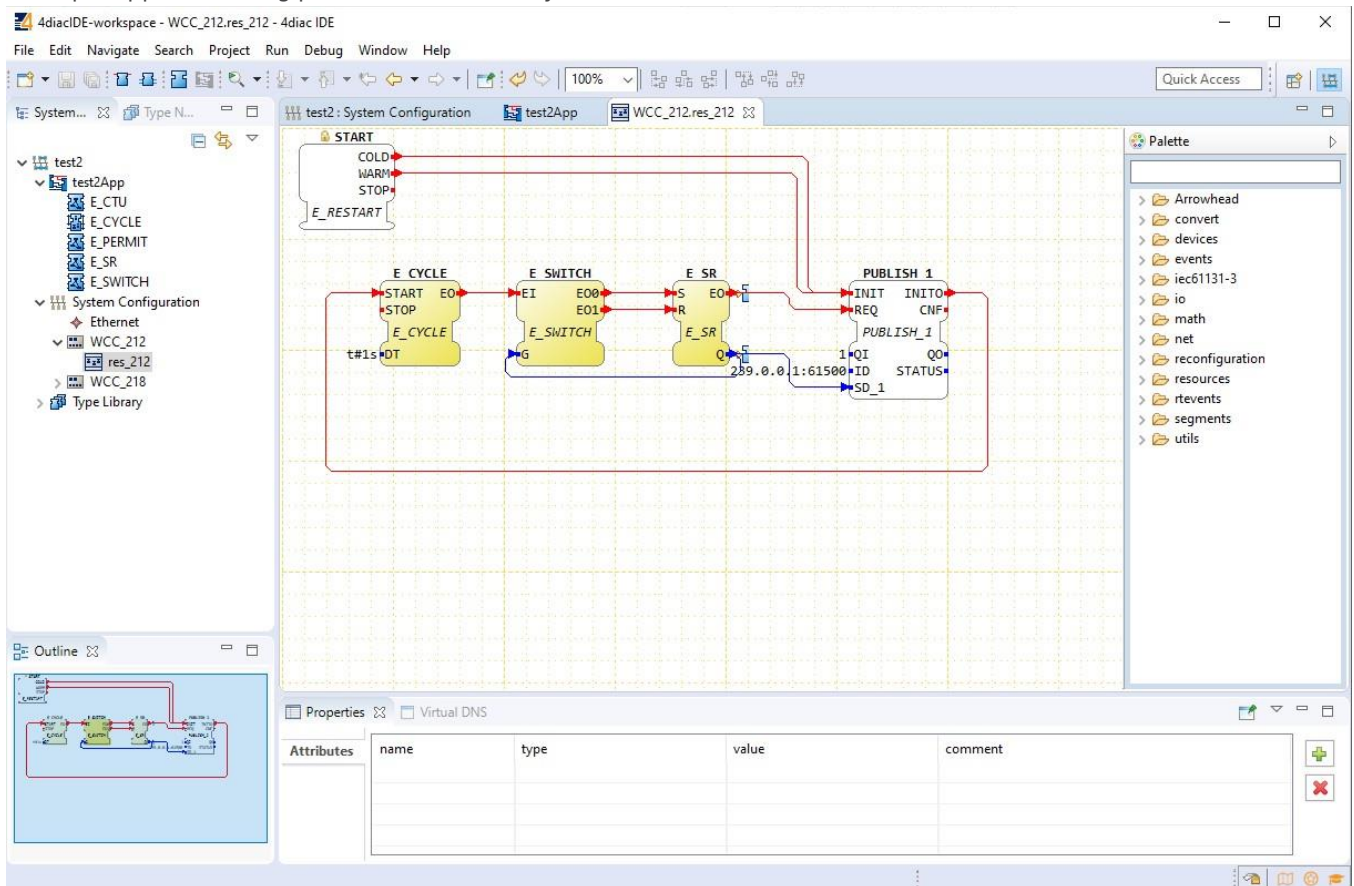 4diacIDE-workspace - WCC_212.res_212 - 4diac IDE
File Edit Navigate Search Project Run Debug Window Help
100%
Quick Access
System... Type N...
test2
test2App
E_CTU
E_CYCLE
E_PERMIT
E_SR
E_SWITCH
System Configuration
Ethernet
WCC_212
res_212
WCC_218
Type Library
test2 : System Configuration test2App WCC_212.res_212
START
COLD
WARM
STOP
E_RESTART
E_CYCLE E_SWITCH E_SR PUBLISH_1
START EO EI EO0 S EO INIT INITO
STOP EO1 R REQ CNF
E_CYCLE E_SWITCH E_SR PUBLISH_1
t#1s DT G Q 1 QI QO
239.0.0.1:61500 ID STATUS
SD_1
Palette
Arrowhead
convert
devices
events
iec61131-3
io
math
net
reconfiguration
resources
rtevents
segments
utils
Outline
Properties Virtual DNS
Attributes name type value comment